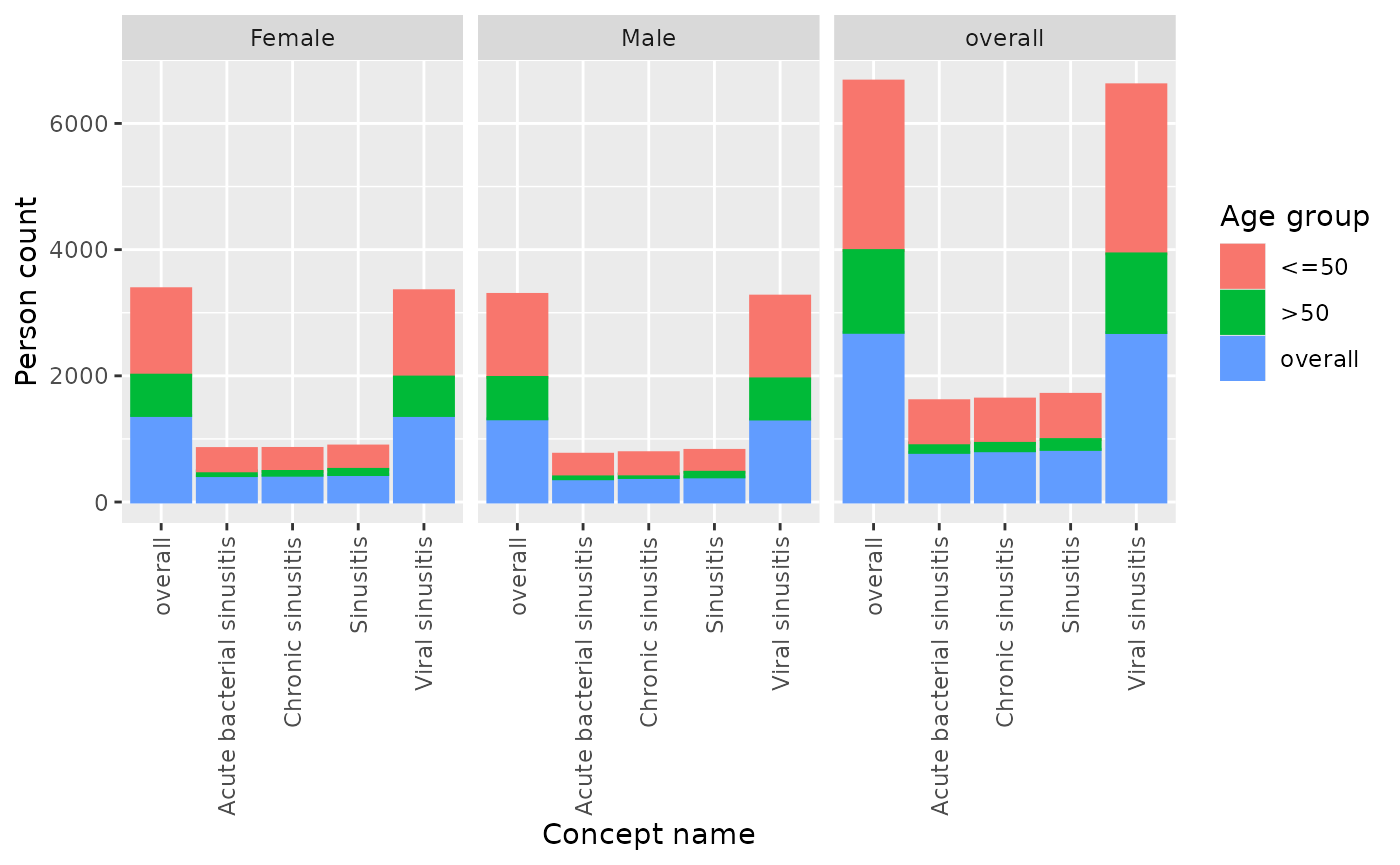 Female
Male
overall
Person count
6000
4000
2000
0
overall
Acute bacterial sinusitis
Chronic sinusitis
Sinusitis
Viral sinusitis
overall
Acute bacterial sinusitis
Chronic sinusitis
Sinusitis
Viral sinusitis
overall
Acute bacterial sinusitis
Chronic sinusitis
Sinusitis
Viral sinusitis
Concept name
Age group
<=50
>50
overall